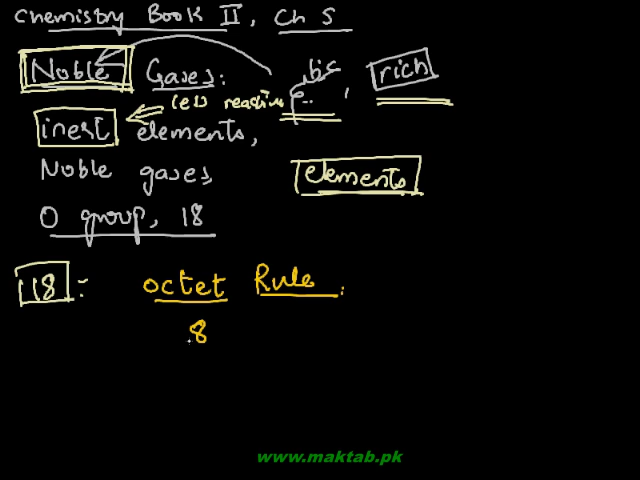 Chemistry Book II, Ch 5
Noble Gases: عظیم, rich
less reactive
inert elements,
Noble gases elements
O group, 18
18: octet Rule:
8
www.maktab.pk